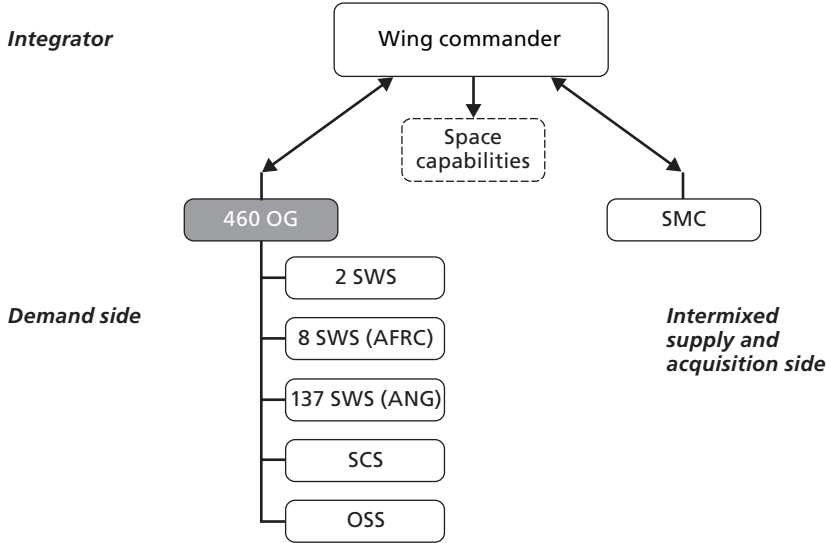 Integrator
Wing commander
Space
capabilities
460 OG
SMC
2 SWS
Demand side
Intermixed
supply and
acquisition side
8 SWS (AFRC)
137 SWS (ANG)
SCS
OSS